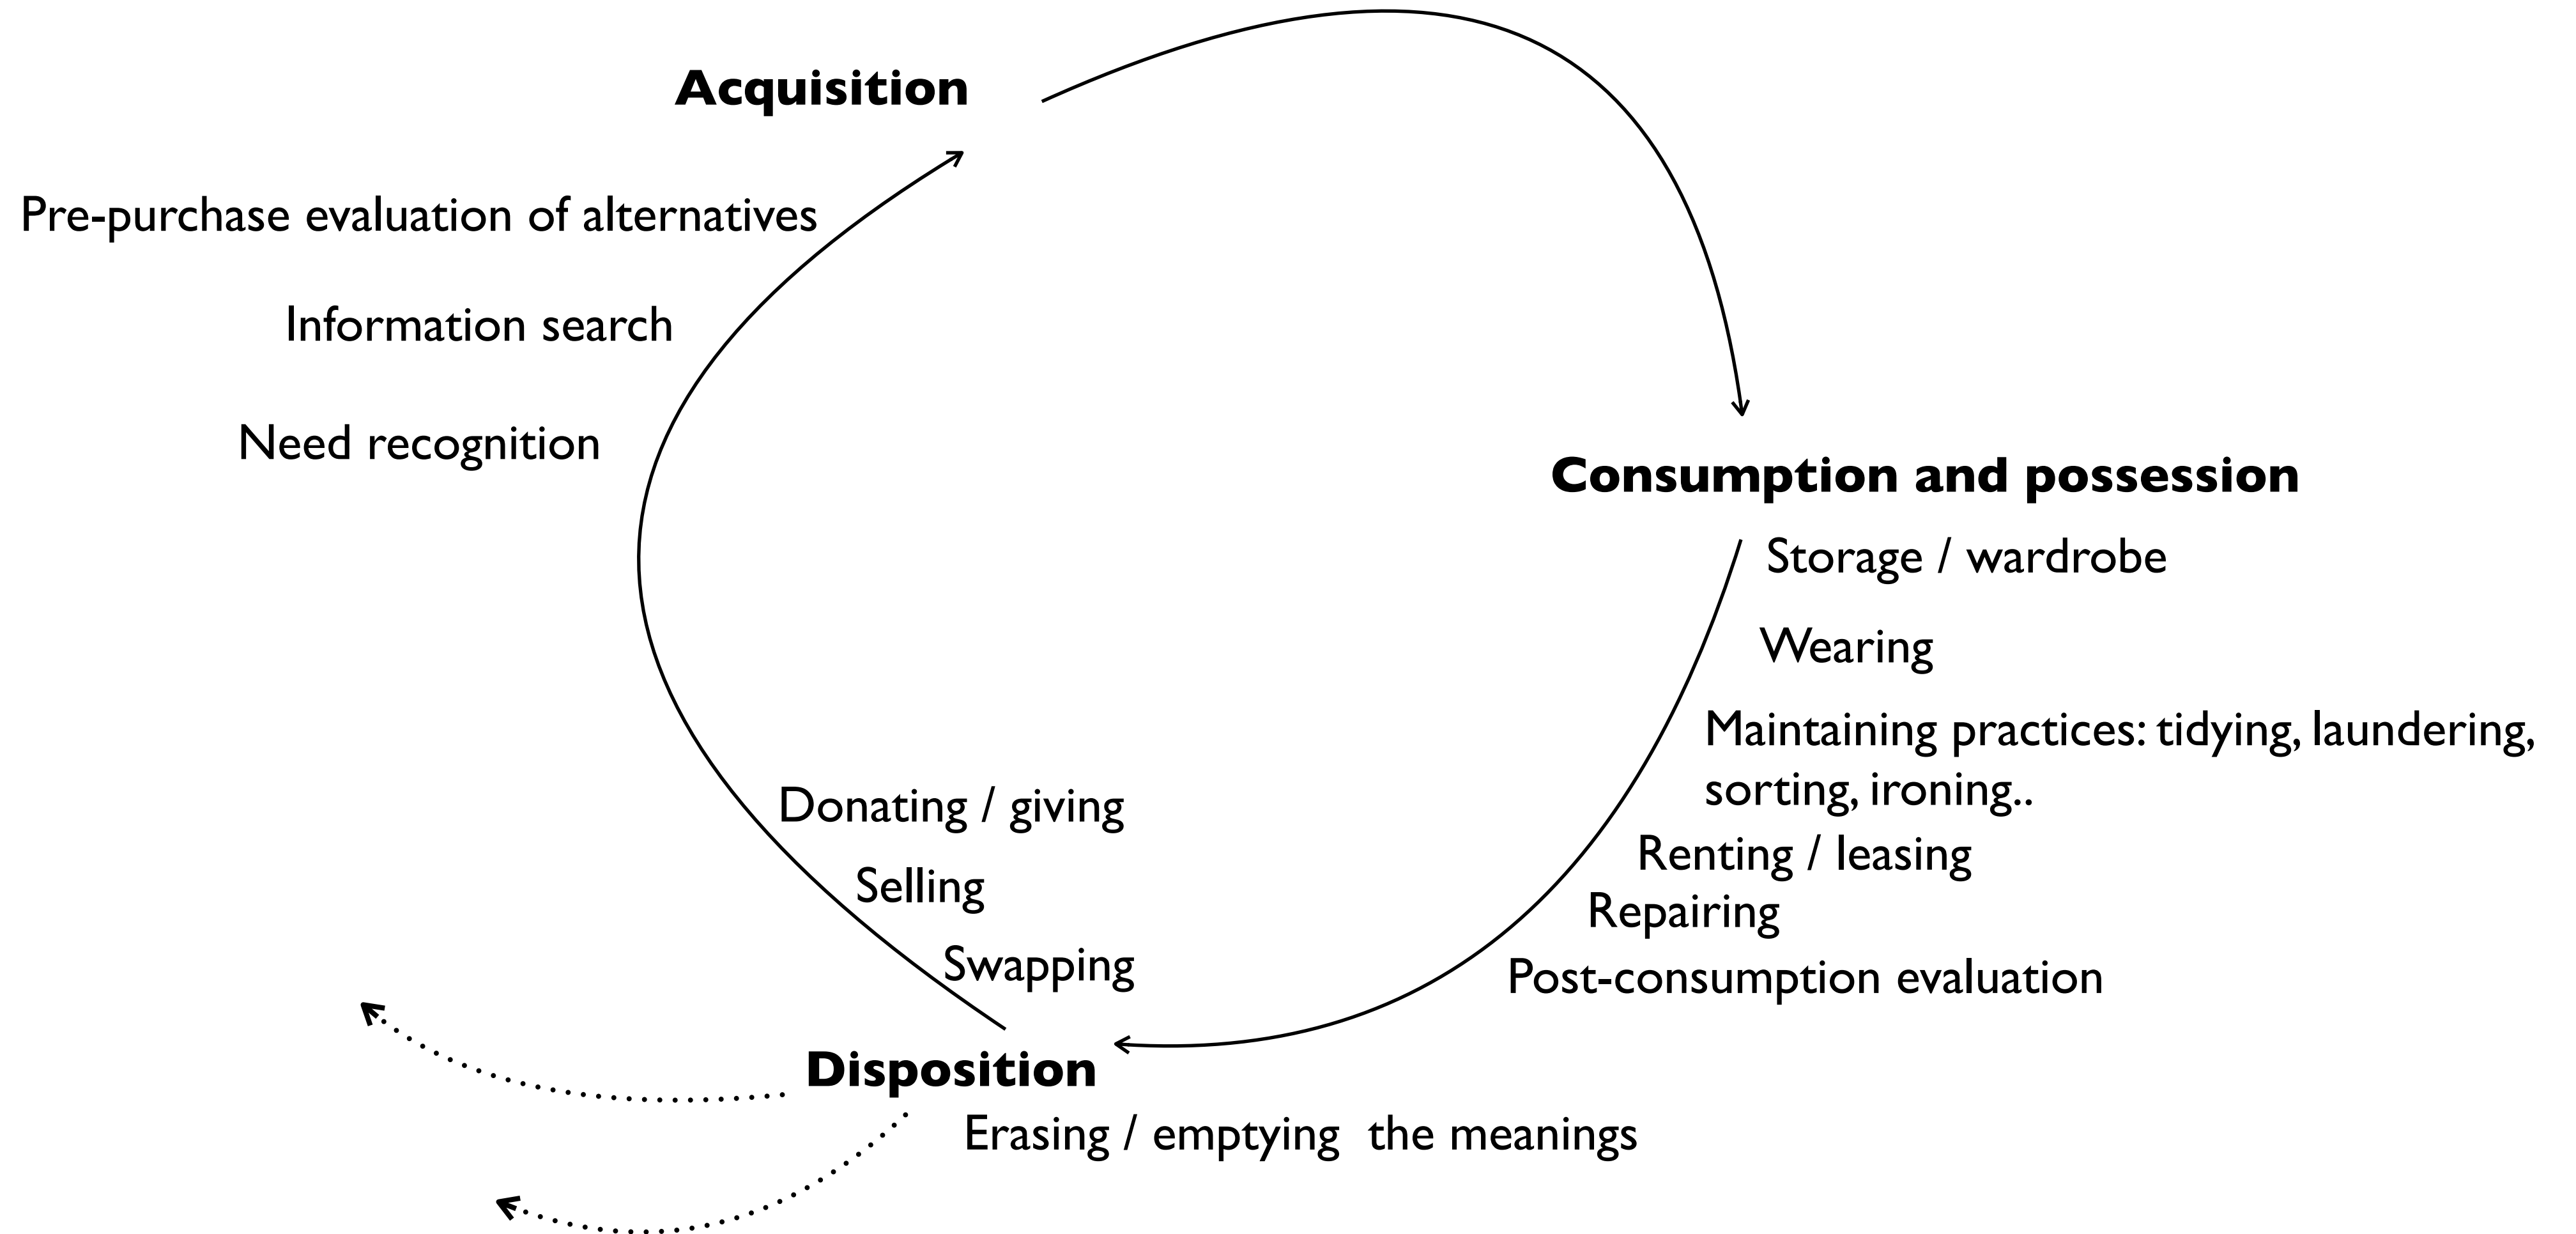 Acquisition
Pre-purchase evaluation of alternatives
Information search
Need recognition
Consumption and possession
Storage / wardrobe
Wearing
Maintaining practices: tidying, laundering,
sorting, ironing..
Renting / leasing
Repairing
Post-consumption evaluation
Donating / giving
Selling
Swapping
Disposition
Erasing / emptying  the meanings